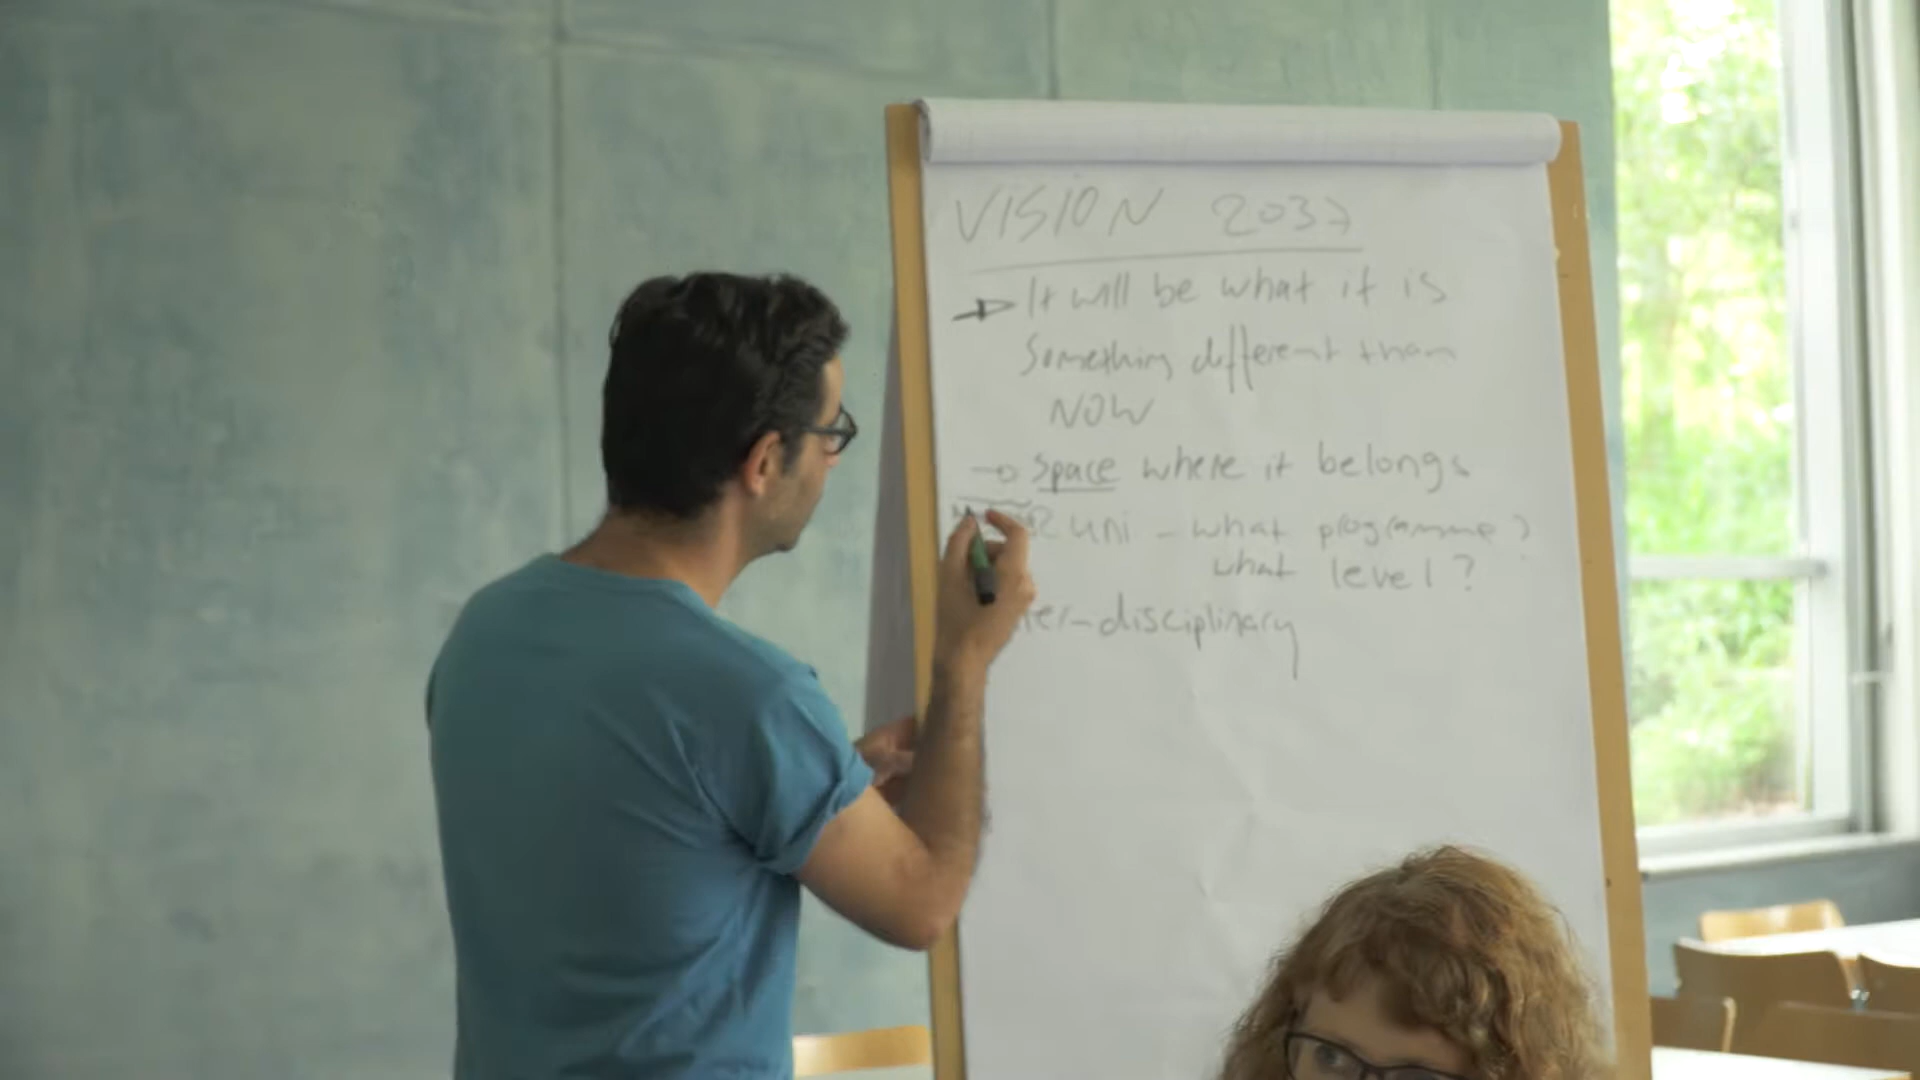 VISION 2037
It will be what it is
Something different than
NOW
space where it belongs
uni - what programme?
what level?
ter-disciplinary